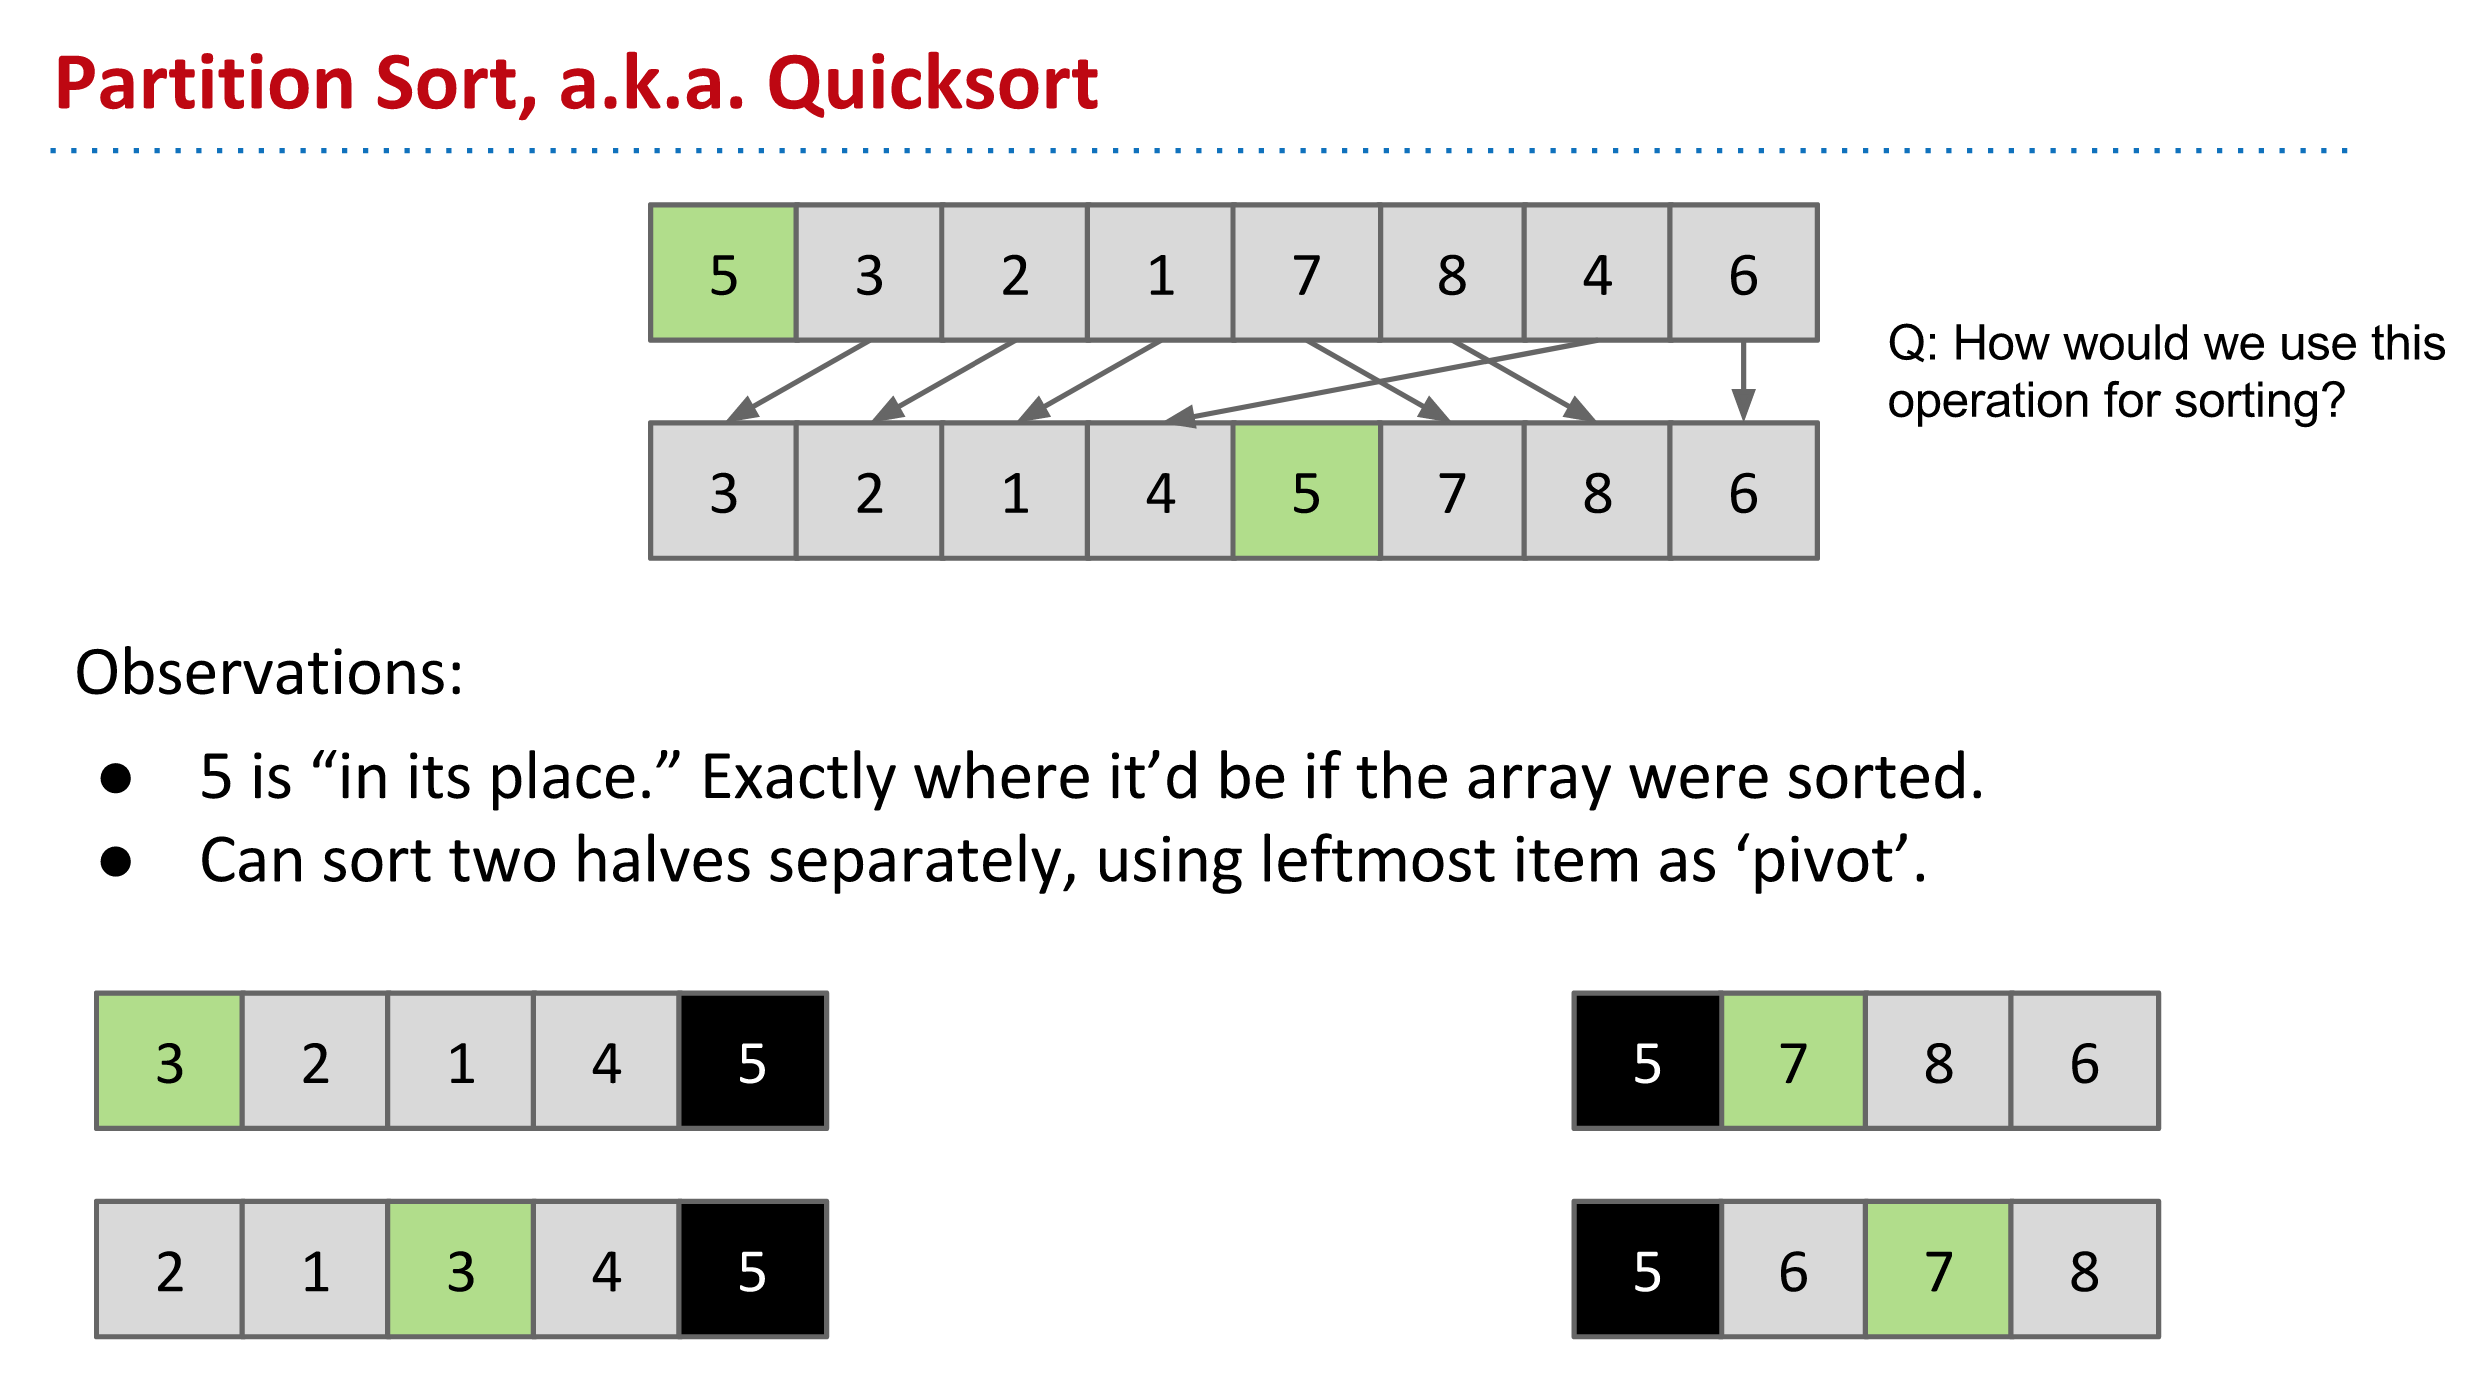 Partition Sort, a.k.a. Quicksort
5 3 2 1 7 8 4 6
Q: How would we use this
operation for sorting?
3 2 1 4 5 7 8 6
Observations:
● 5 is “in its place.” Exactly where it’d be if the array were sorted.
● Can sort two halves separately, using leftmost item as ‘pivot’.
3 2 1 4 5
5 7 8 6
2 1 3 4 5
5 6 7 8